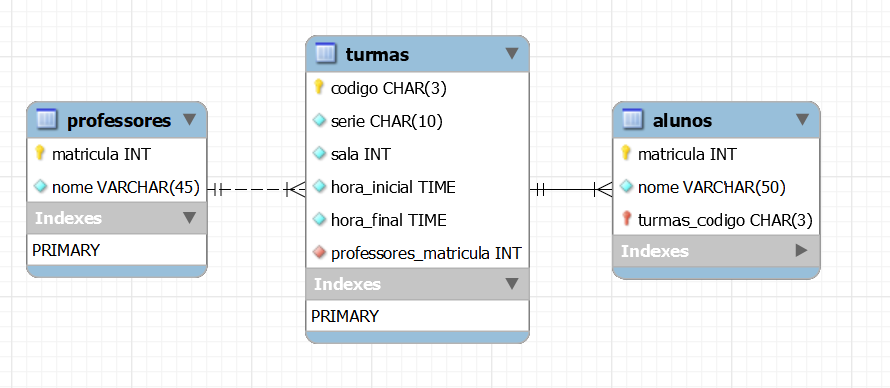 professores
matricula INT
nome VARCHAR(45)
Indexes
PRIMARY
turmas
codigo CHAR(3)
serie CHAR(10)
sala INT
hora_inicial TIME
hora_final TIME
professores_matricula INT
Indexes
PRIMARY
alunos
matricula INT
nome VARCHAR(50)
turmas_codigo CHAR(3)
Indexes